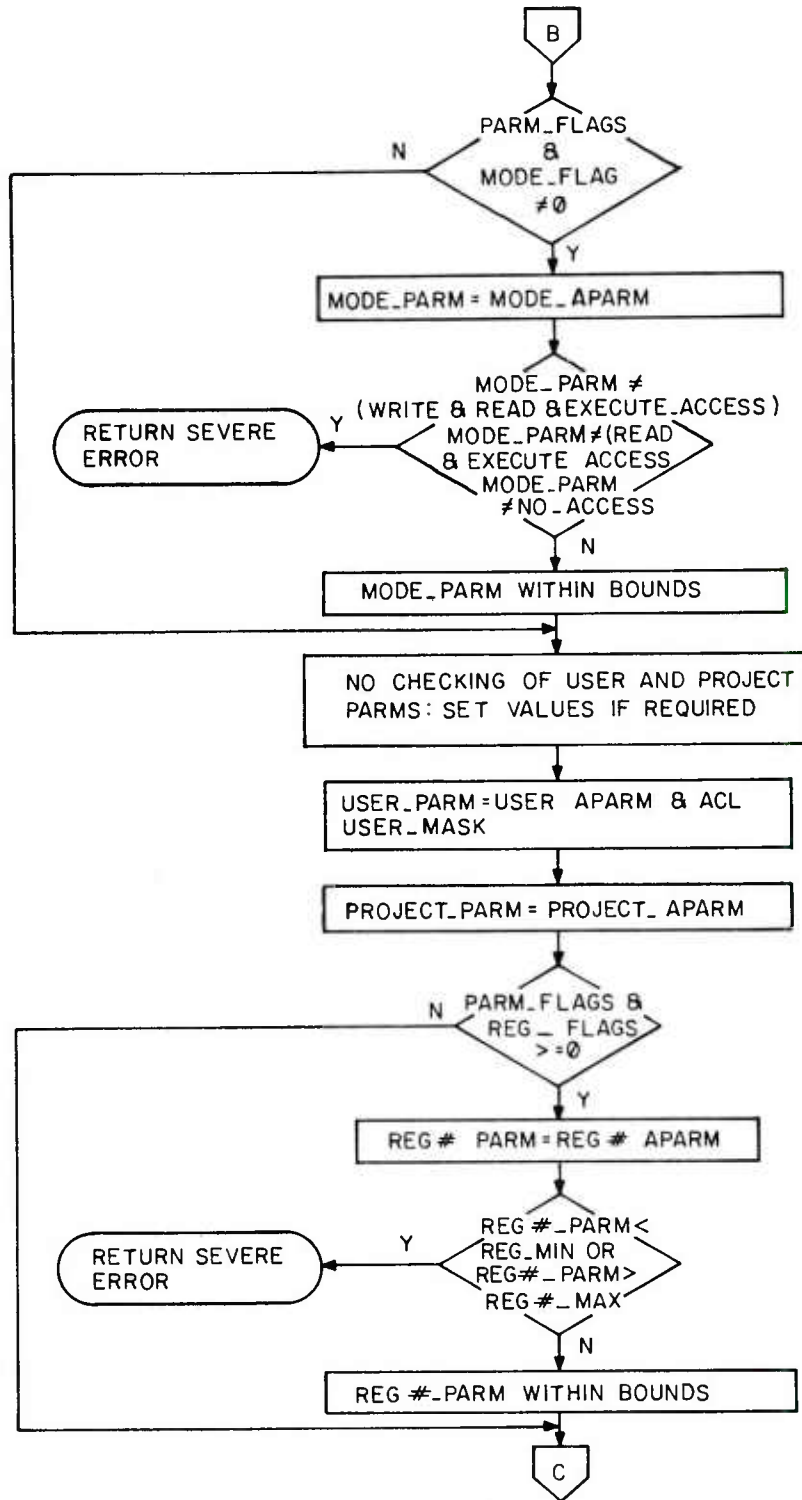 B
PARM_FLAGS
&
MODE_FLAG
≠0
N
Y
MODE_PARM = MODE_APARM
MODE_PARM ≠
(WRITE & READ & EXECUTE_ACCESS)
MODE_PARM ≠ (READ
& EXECUTE ACCESS
MODE_PARM
≠NO_ACCESS
Y
RETURN SEVERE
ERROR
N
MODE_PARM WITHIN BOUNDS
NO CHECKING OF USER AND PROJECT
PARMS: SET VALUES IF REQUIRED
USER_PARM = USER APARM & ACL
USER_MASK
PROJECT_PARM = PROJECT_ APARM
N
PARM_FLAGS &
REG_ FLAGS
>=0
Y
REG# PARM = REG# APARM
REG#_PARM<
REG_MIN OR
REG#_PARM>
REG#_MAX
Y
RETURN SEVERE
ERROR
N
REG #_PARM WITHIN BOUNDS
C